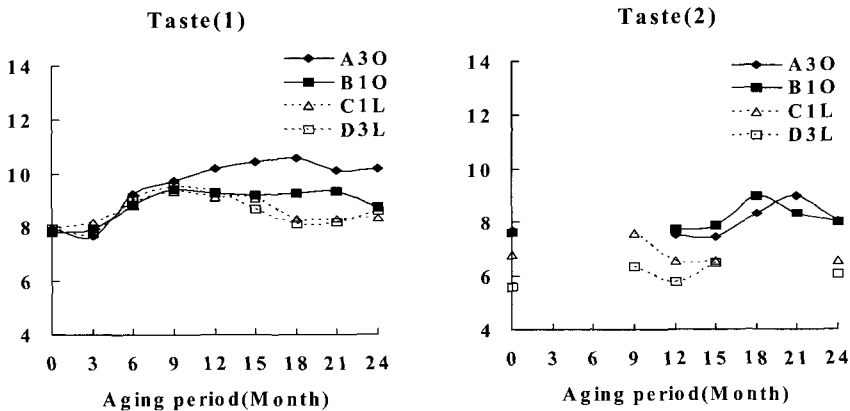 Taste(1)
14
12
10
8
6
4
0 3 6 9 12 15 18 21 24
Aging period(Month)
A3O
B1O
C1L
D3L
Taste(2)
14
12
10
8
6
4
0 9 12 15 18 21 24
Aging period(Month)
A3O
B1O
C1L
D3L